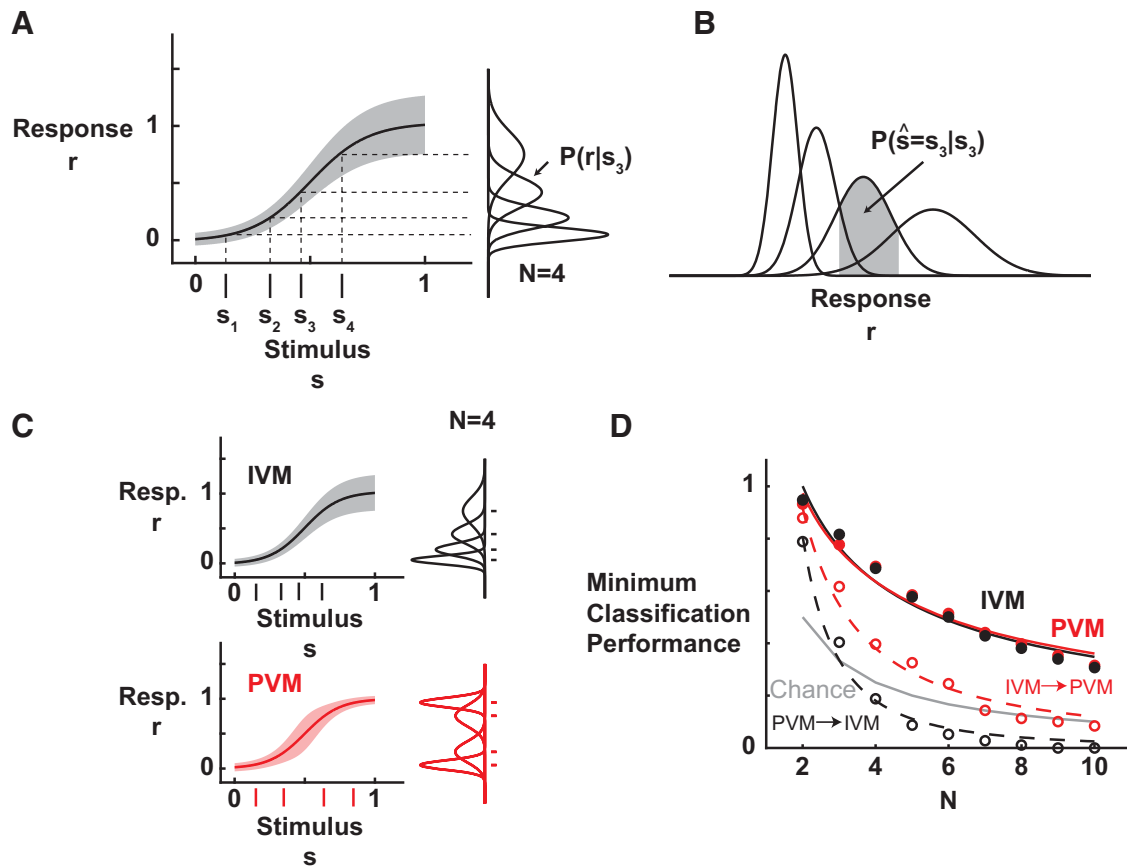 A
Response
r
1
0
0
1
s1
s2
s3
s4
Stimulus
s
P(r|s3)
N=4
B
P(ŝ=s3|s3)
Response
r
C
N=4
IVM
Resp.
r
1
0
0
1
Stimulus
s
PVM
Resp.
r
1
0
0
1
Stimulus
s
D
1
Minimum
Classification
Performance
IVM
PVM
Chance
IVM→PVM
PVM→IVM
0
2
4
6
8
10
N